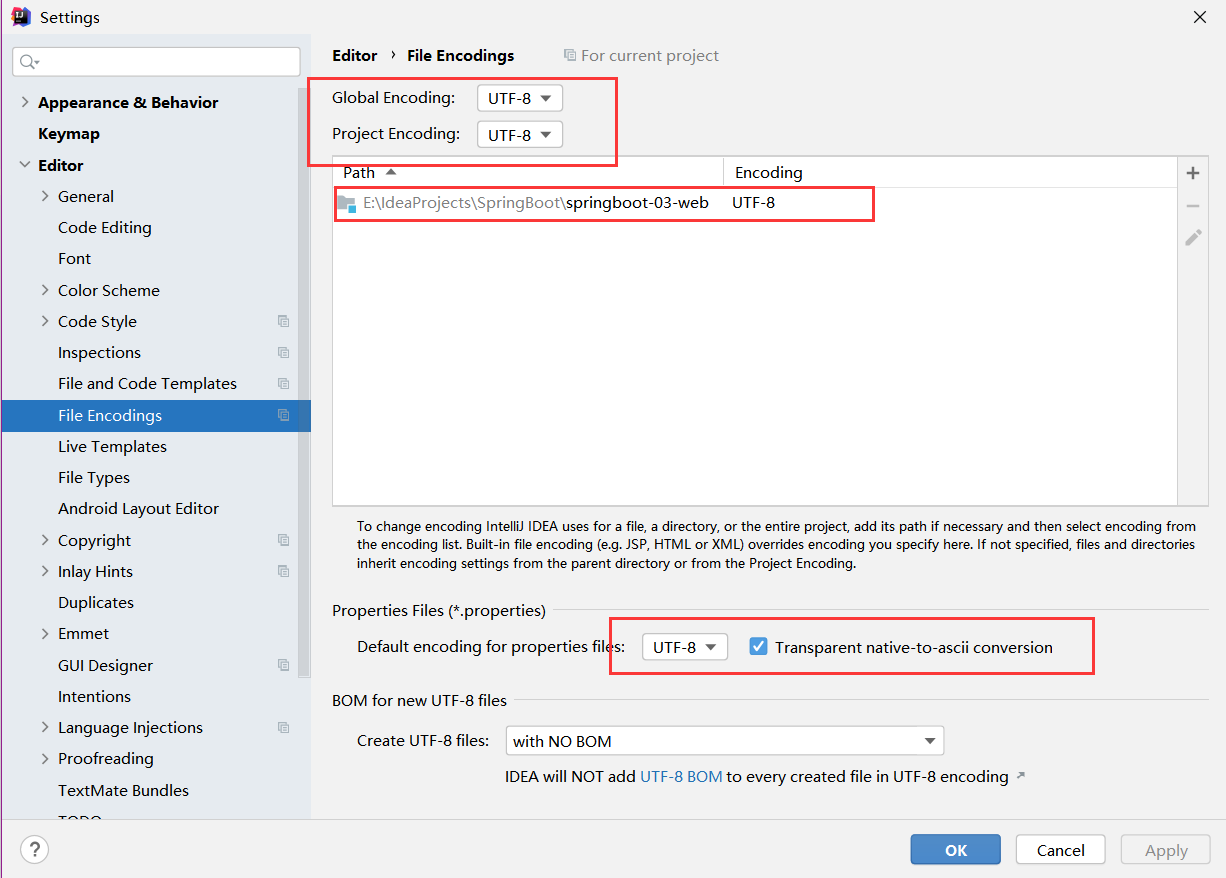 Settings
Editor › File Encodings For current project
Appearance & Behavior
Keymap
Editor
General
Code Editing
Font
Color Scheme
Code Style
Inspections
File and Code Templates
File Encodings
Live Templates
File Types
Android Layout Editor
Copyright
Inlay Hints
Duplicates
Emmet
GUI Designer
Intentions
Language Injections
Proofreading
TextMate Bundles
TODO
Global Encoding: UTF-8
Project Encoding: UTF-8
Path Encoding
E:\IdeaProjects\SpringBoot\springboot-03-web UTF-8
To change encoding IntelliJ IDEA uses for a file, a directory, or the entire project, add its path if necessary and then select encoding from
the encoding list. Built-in file encoding (e.g. JSP, HTML or XML) overrides encoding you specify here. If not specified, files and directories
inherit encoding settings from the parent directory or from the Project Encoding.
Properties Files (*.properties)
Default encoding for properties files: UTF-8 Transparent native-to-ascii conversion
BOM for new UTF-8 files
Create UTF-8 files: with NO BOM
IDEA will NOT add UTF-8 BOM to every created file in UTF-8 encoding ↗
? OK Cancel Apply